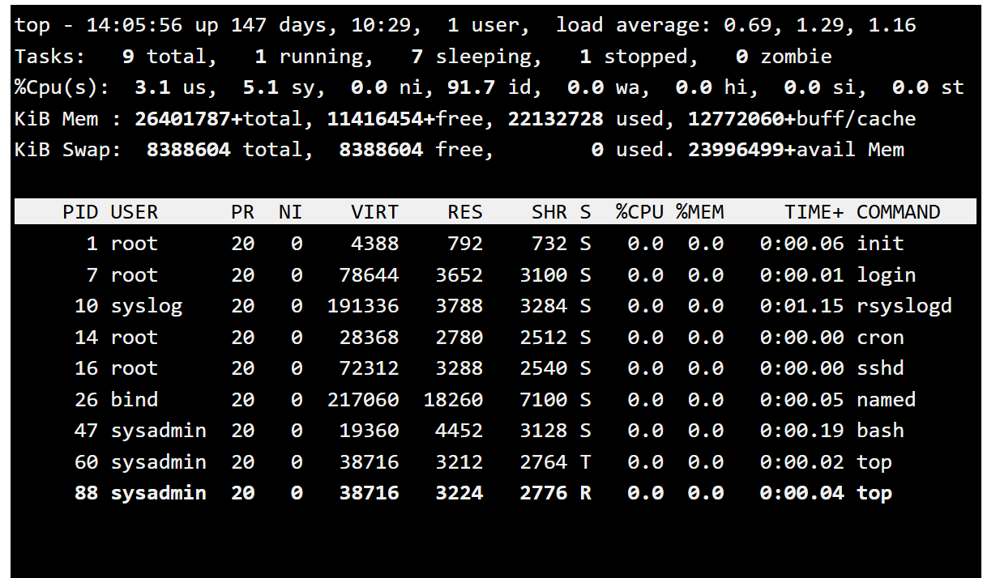 top - 14:05:56 up 147 days, 10:29,  1 user,  load average: 0.69, 1.29, 1.16
Tasks:   9 total,   1 running,   7 sleeping,   1 stopped,   0 zombie
%Cpu(s):  3.1 us,  5.1 sy,  0.0 ni, 91.7 id,  0.0 wa,  0.0 hi,  0.0 si,  0.0 st
KiB Mem : 26401787+total, 11416454+free, 22132728 used, 12772060+buff/cache
KiB Swap:  8388604 total,  8388604 free,        0 used. 23996499+avail Mem
    PID USER      PR  NI    VIRT    RES    SHR S  %CPU %MEM     TIME+ COMMAND
      1 root      20   0    4388    792    732 S   0.0  0.0   0:00.06 init
      7 root      20   0   78644   3652   3100 S   0.0  0.0   0:00.01 login
     10 syslog    20   0  191336   3788   3284 S   0.0  0.0   0:01.15 rsyslogd
     14 root      20   0   28368   2780   2512 S   0.0  0.0   0:00.00 cron
     16 root      20   0   72312   3288   2540 S   0.0  0.0   0:00.00 sshd
     26 bind      20   0  217060  18260   7100 S   0.0  0.0   0:00.05 named
     47 sysadmin  20   0   19360   4452   3128 S   0.0  0.0   0:00.19 bash
     60 sysadmin  20   0   38716   3212   2764 T   0.0  0.0   0:00.02 top
     88 sysadmin  20   0   38716   3224   2776 R   0.0  0.0   0:00.04 top